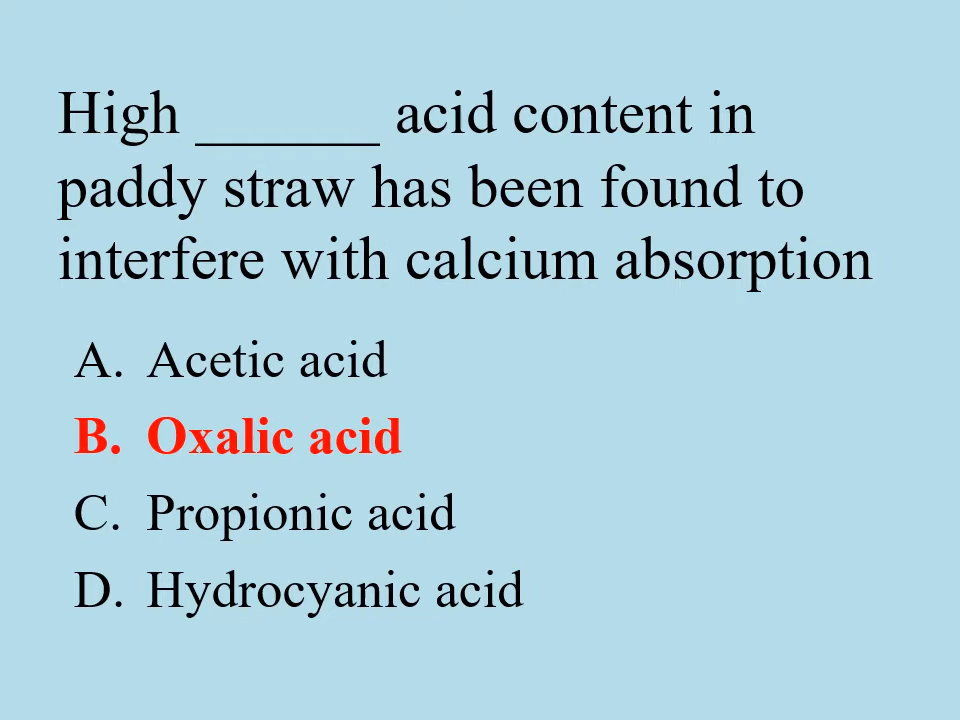 High ______ acid content in
paddy straw has been found to
interfere with calcium absorption
A. Acetic acid
B. Oxalic acid
C. Propionic acid
D. Hydrocyanic acid